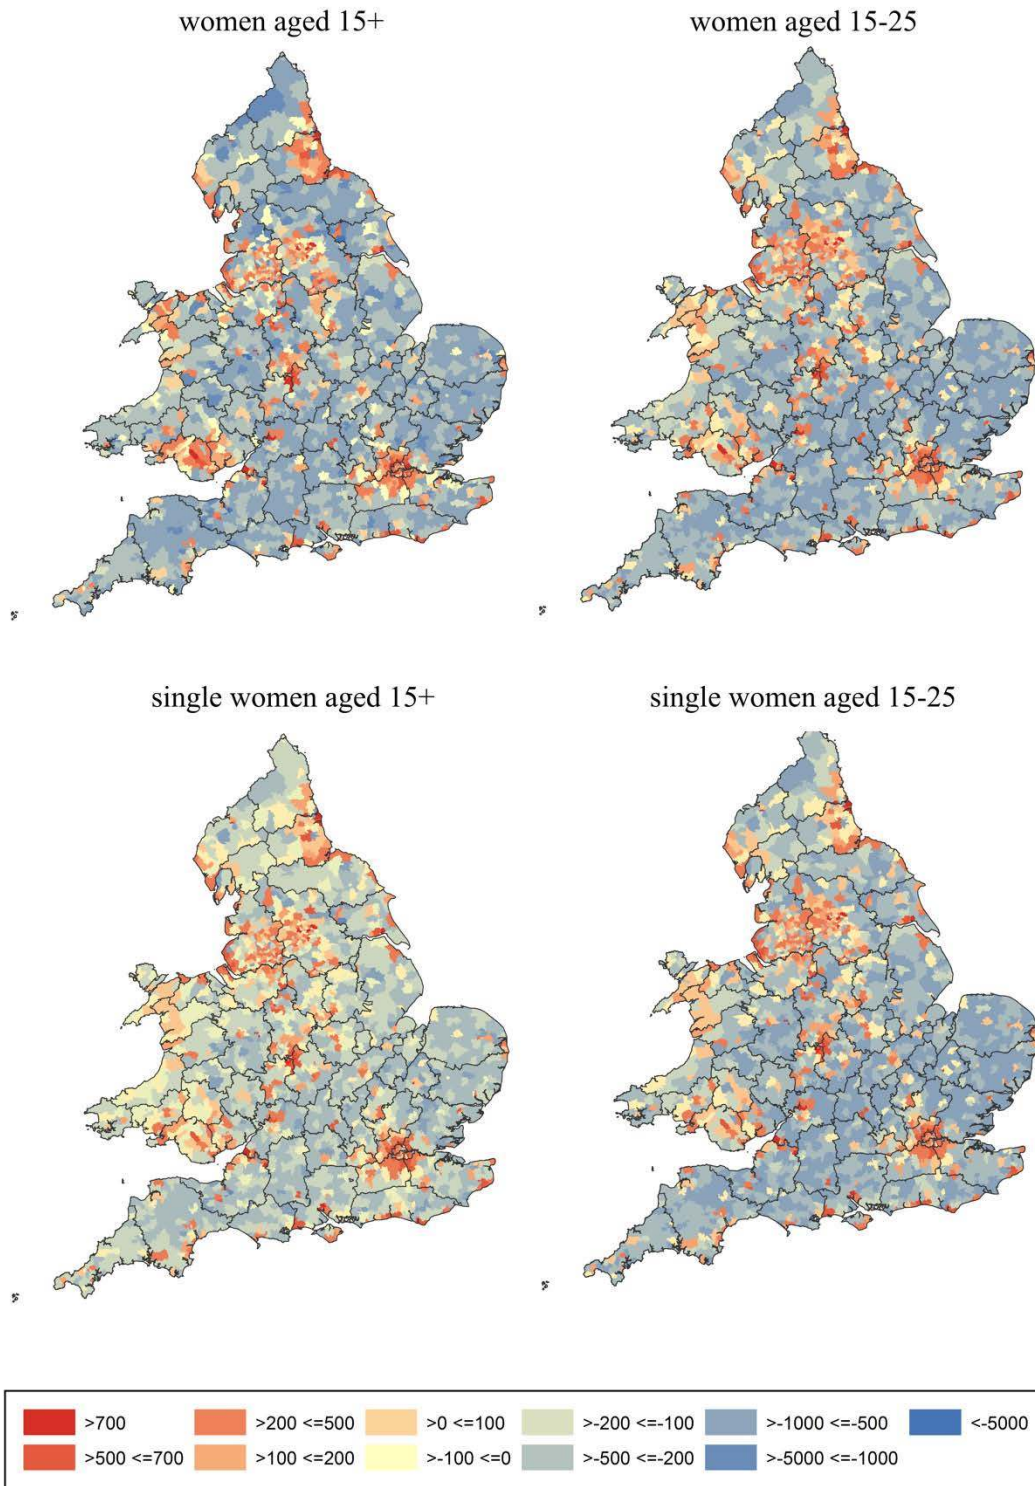 women aged 15+ women aged 15-25
single women aged 15+ single women aged 15-25
>700 >200 <=500 >0 <=100 >-200 <=-100 >-1000 <=-500 <-5000
>500 <=700 >100 <=200 >-100 <=0 >-500 <=-200 >-5000 <=-1000